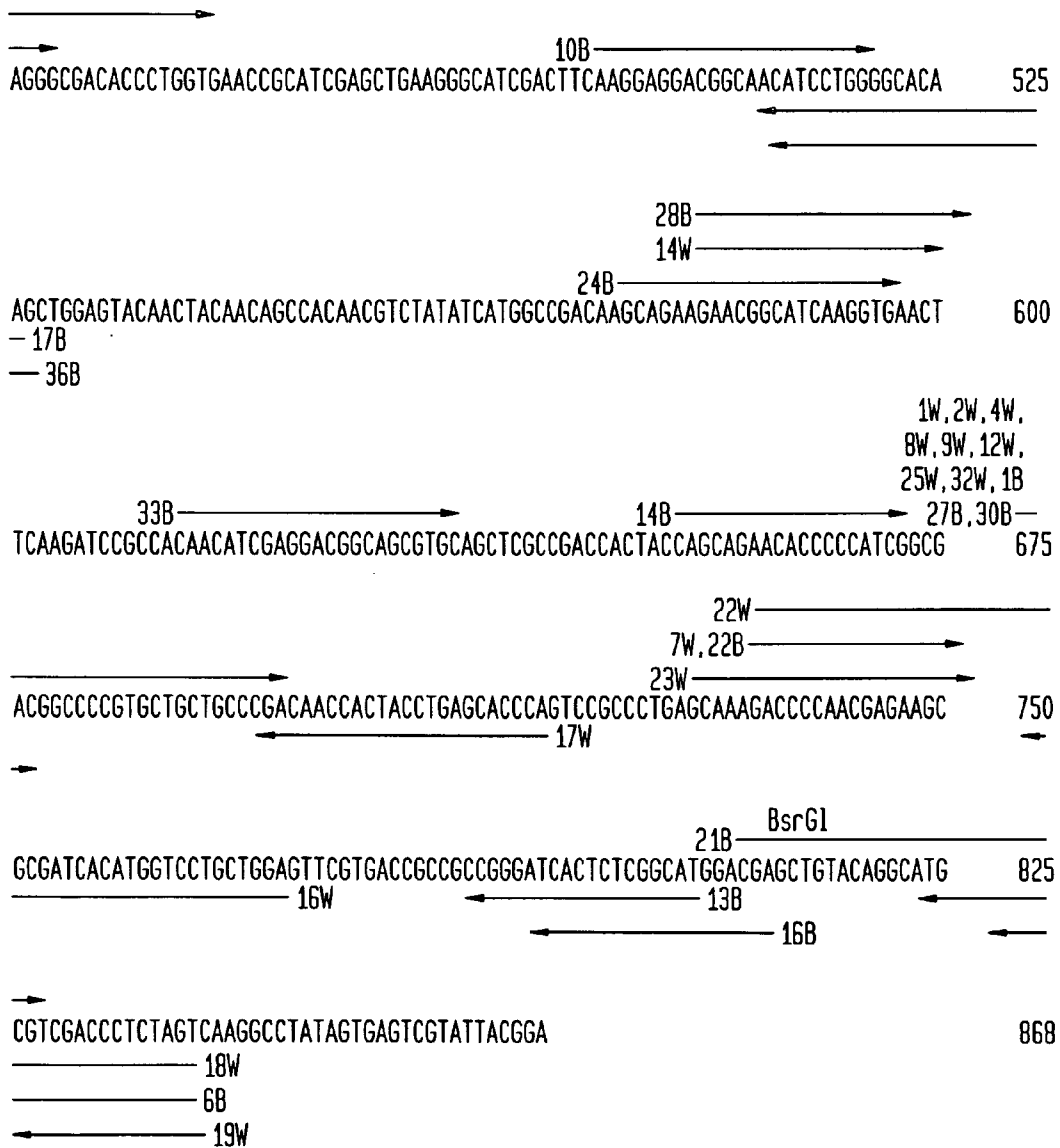 10B
AGGGCGACACCCTGGTGAACCGCATCGAGCTGAAGGGCATCGACTTCAAGGAGGACGGCAACATCCTGGGGCACA 525
28B
14W
24B
AGCTGGAGTACAACTACAACAGCCACAACGTCTATATCATGGCCGACAAGCAGAAGAACGGCATCAAGGTGAACT 600
17B
36B
1W,2W,4W,
8W,9W,12W,
25W,32W,1B
33B 14B 27B,30B
TCAAGATCCGCCACAACATCGAGGACGGCAGCGTGCAGCTCGCCGACCACTACCAGCAGAACACCCCCATCGGCG 675
22W
7W,22B
23W
ACGGCCCCGTGCTGCTGCCCGACAACCACTACCTGAGCACCCAGTCCGCCCTGAGCAAAGACCCCAACGAGAAGC 750
17W
21B BsrGl
GCGATCACATGGTCCTGCTGGAGTTCGTGACCGCCGCCGGGATCACTCTCGGCATGGACGAGCTGTACAGGCATG 825
16W 13B
16B
CGTCGACCCTCTAGTCAAGGCCTATAGTGAGTCGTATTACGGA 868
18W
6B
19W